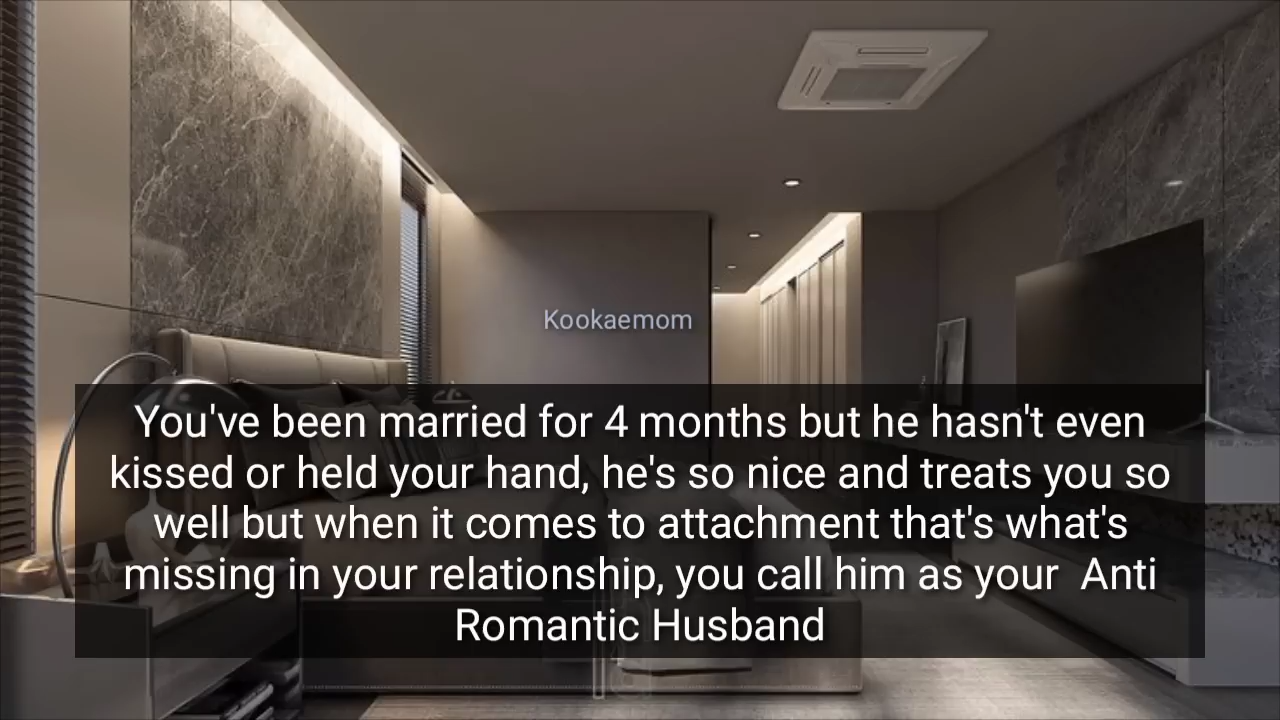 Kookaemom
You've been married for 4 months but he hasn't even
kissed or held your hand, he's so nice and treats you so
well but when it comes to attachment that's what's
missing in your relationship, you call him as your  Anti
Romantic Husband